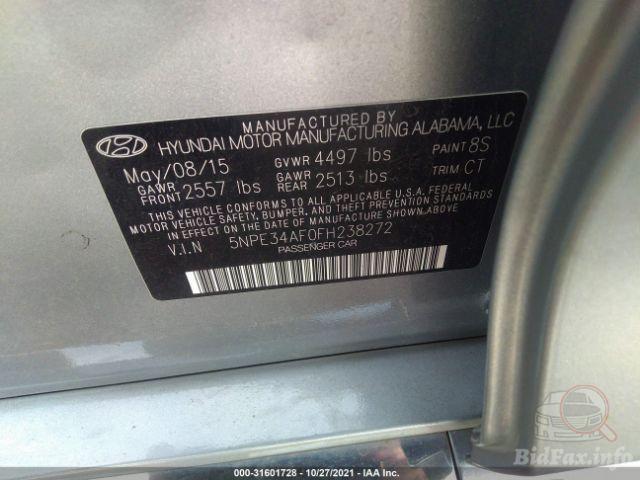 MANUFACTURED BY
HYUNDAI MOTOR MANUFACTURING ALABAMA, LLC
May/08/15 GVWR 4497 lbs PAINT 8S
GAWR FRONT 2557 lbs GAWR REAR 2513 lbs TRIM CT
THIS VEHICLE CONFORMS TO ALL APPLICABLE U.S.A. FEDERAL
MOTOR VEHICLE SAFETY, BUMPER, AND THEFT PREVENTION
STANDARDS IN EFFECT ON THE DATE OF MANUFACTURE SHOWN ABOVE.
V.I.N 5NPE34AF0FH238272
PASSENGER CAR
000-31601728 - 10/27/2021 - IAA Inc.
BidFax.info